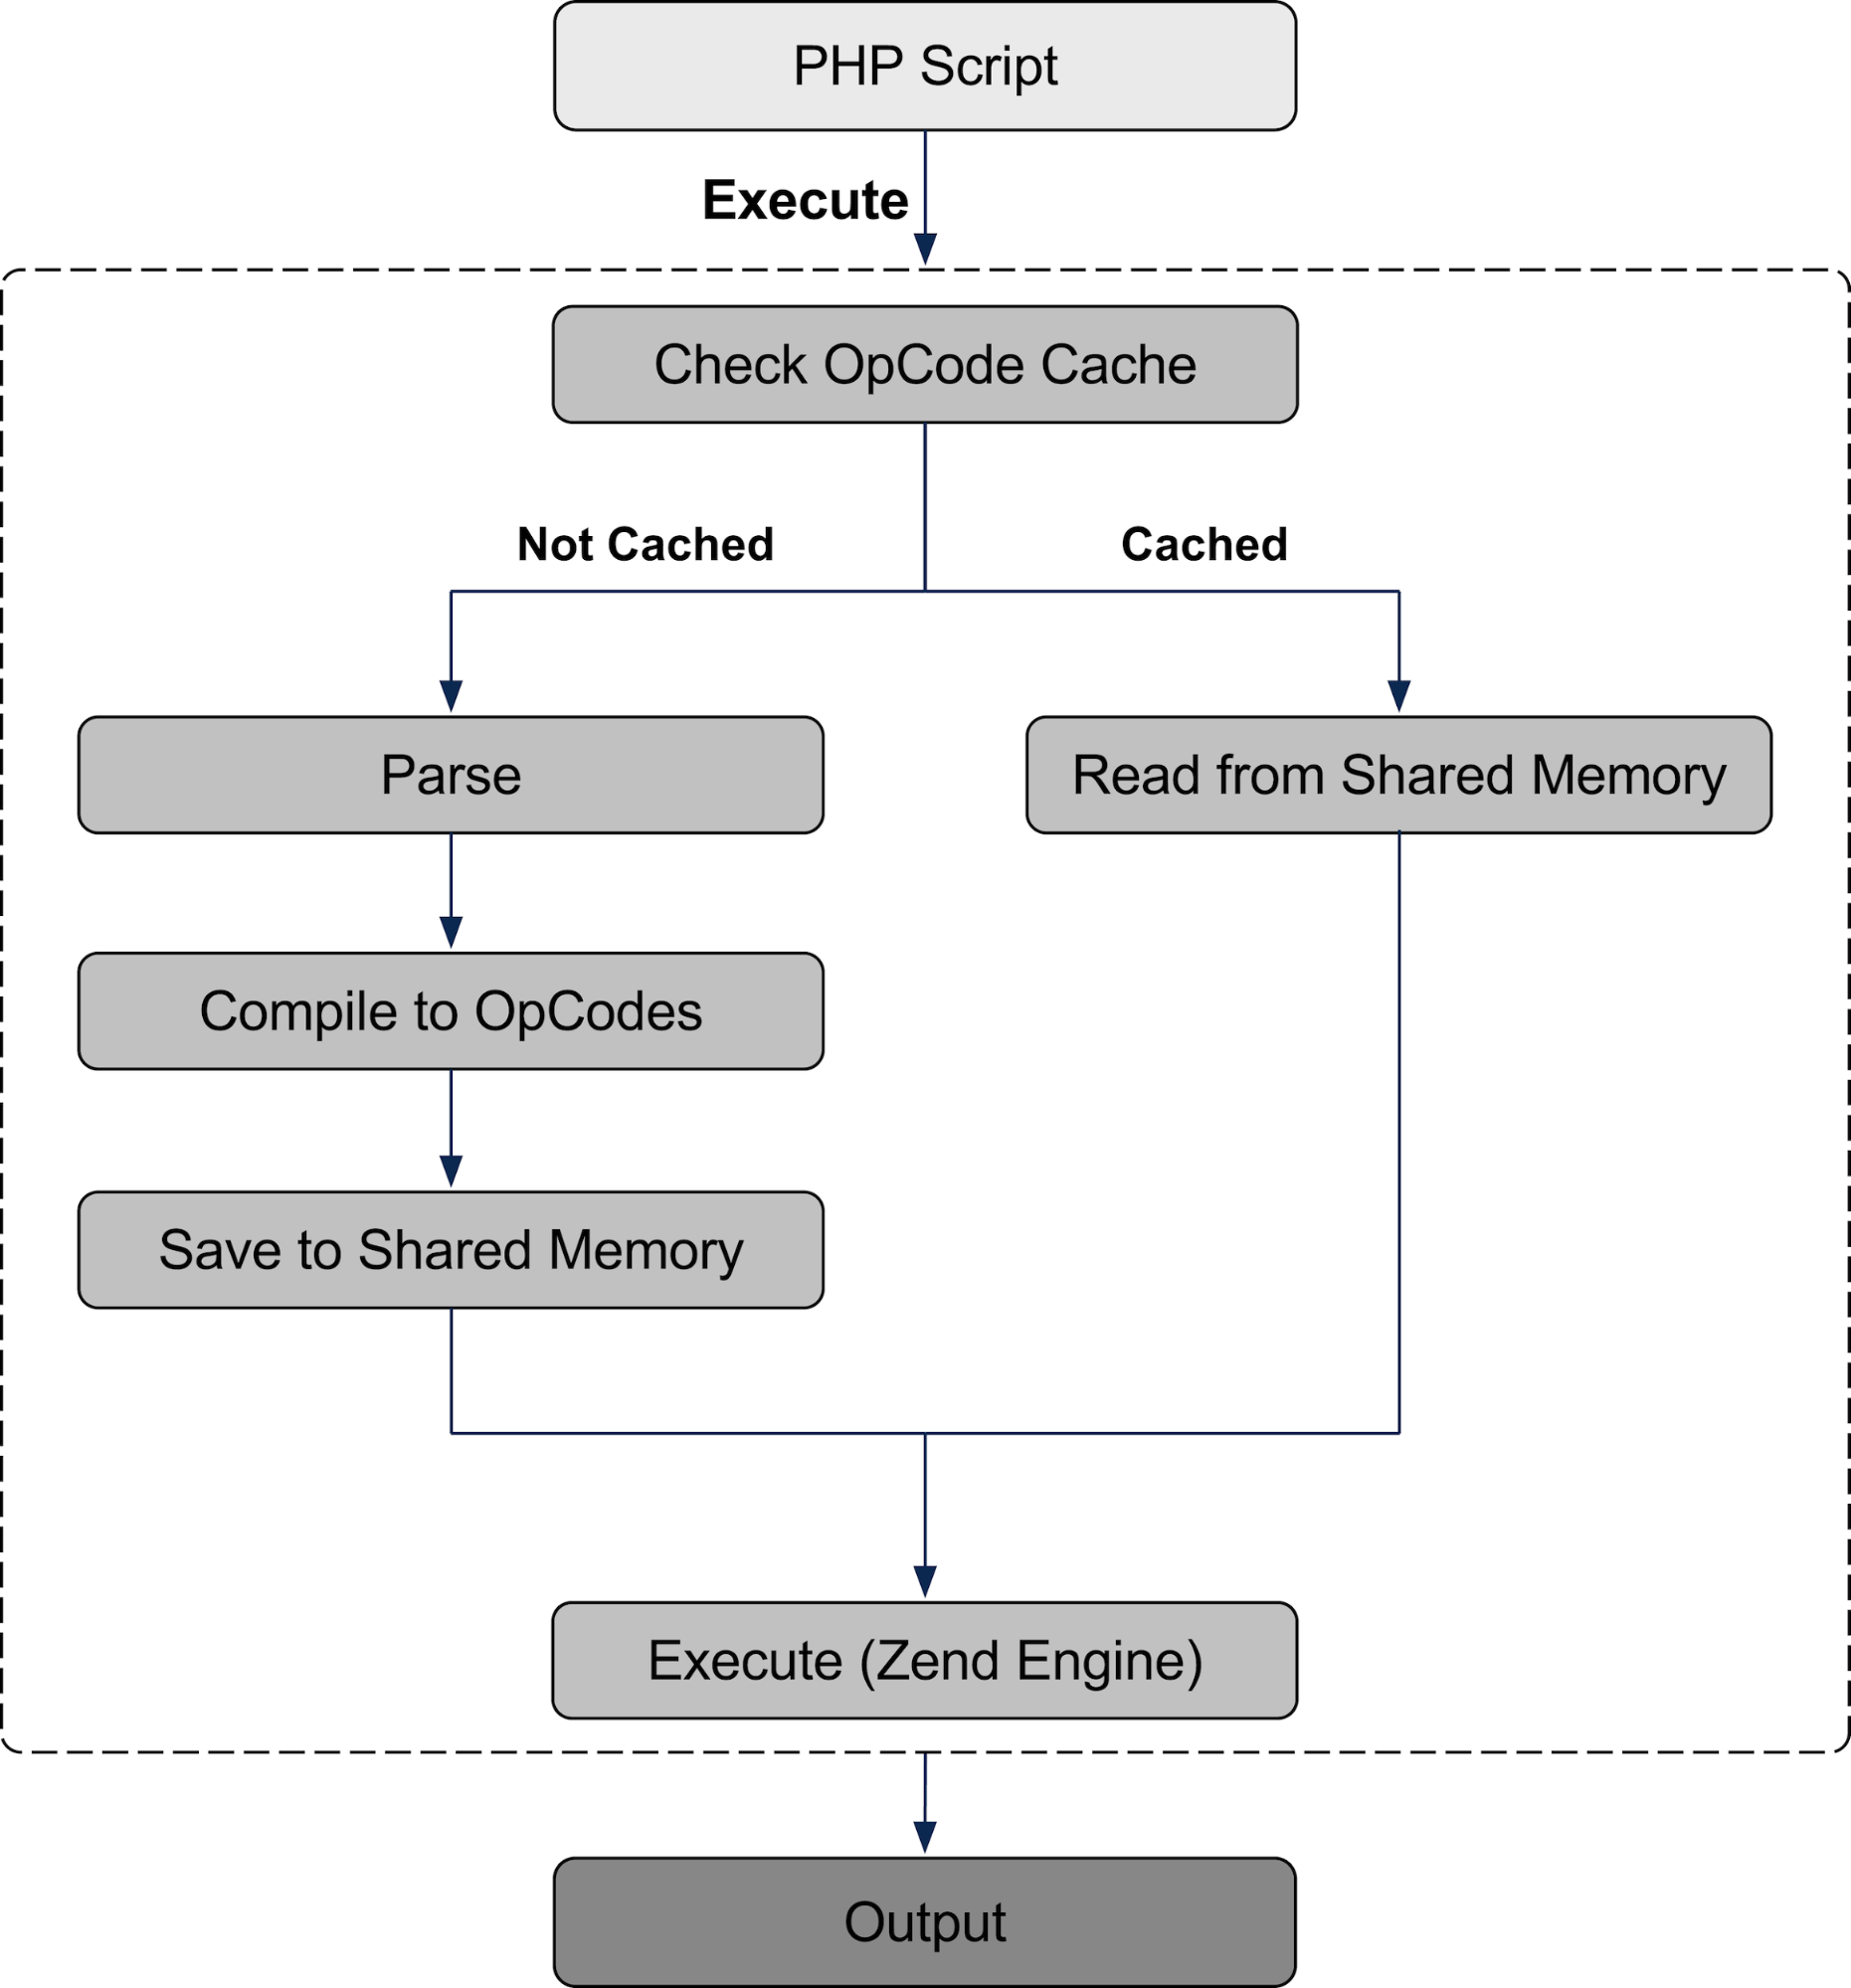 PHP Script
Execute
Check OpCode Cache
Not Cached
Cached
Parse
Read from Shared Memory
Compile to OpCodes
Save to Shared Memory
Execute (Zend Engine)
Output